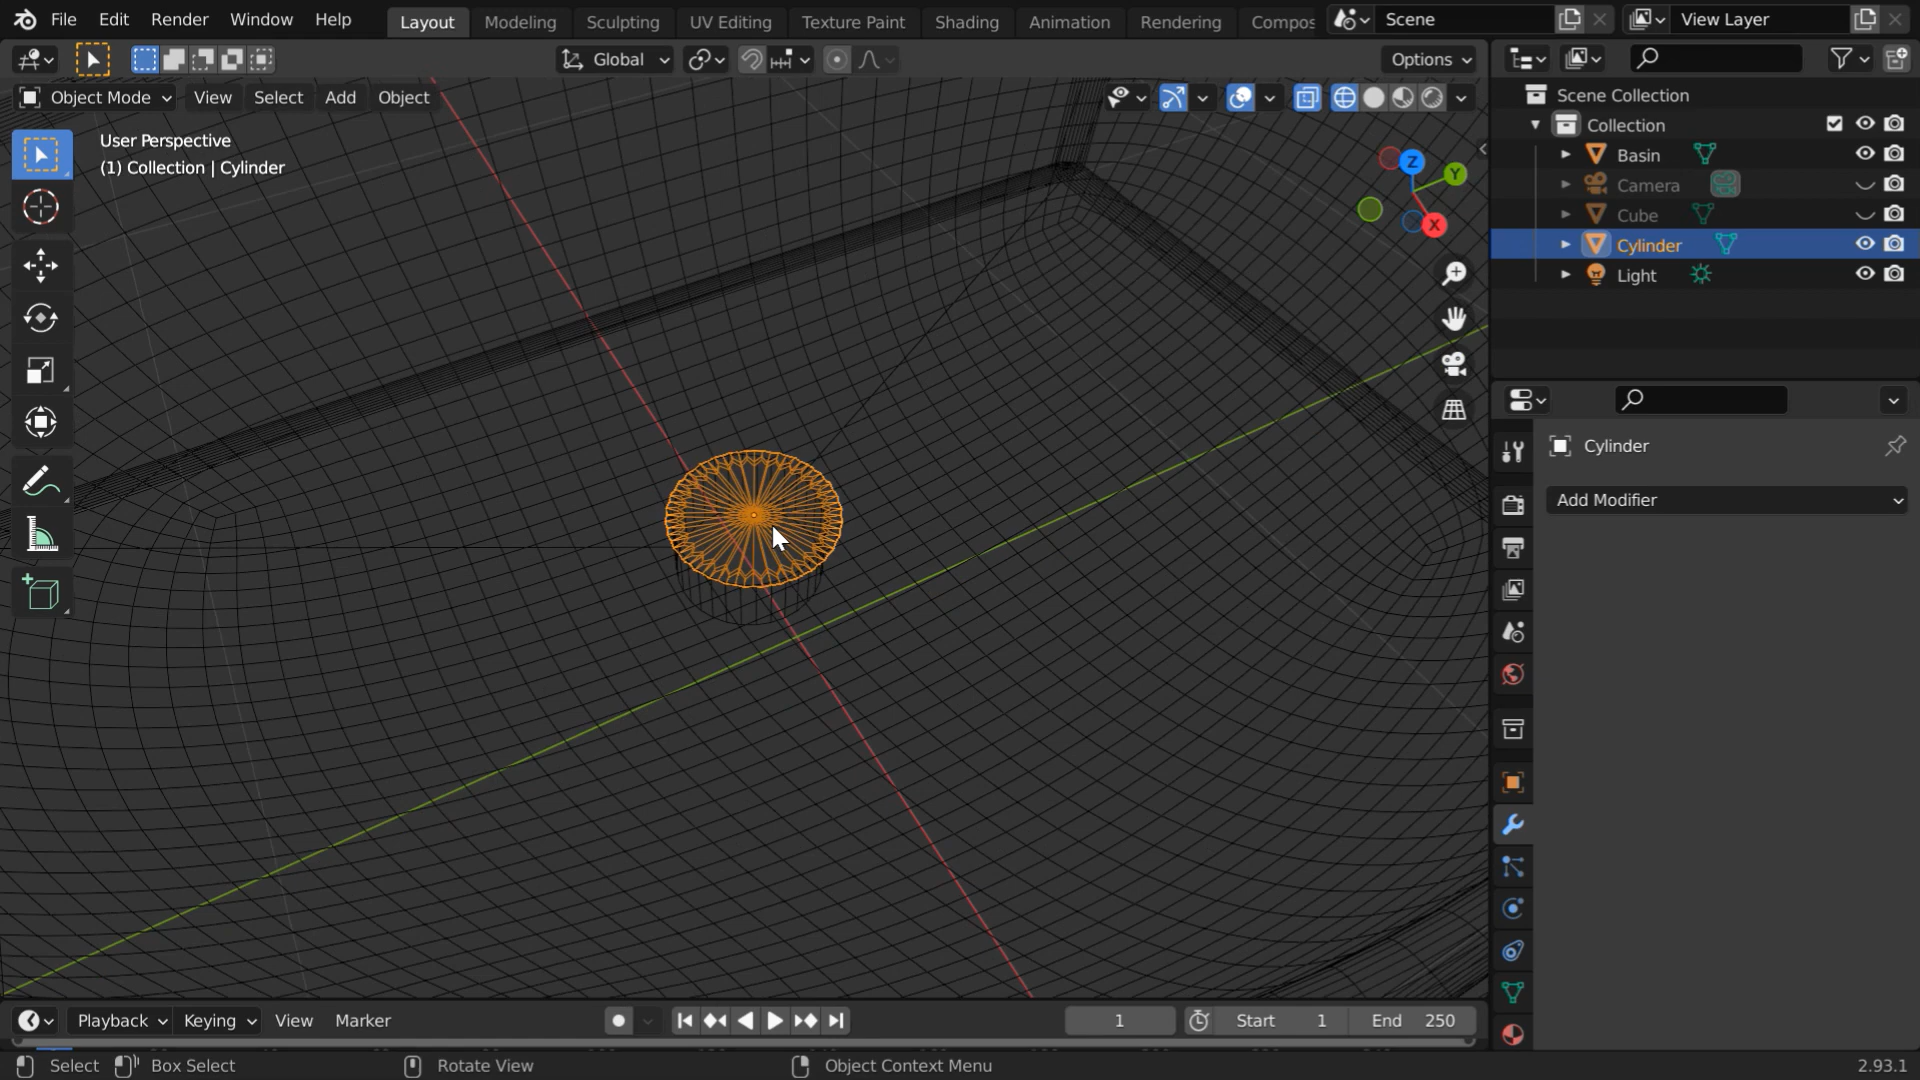 File Edit Render Window Help Layout Modeling Sculpting UV Editing Texture Paint Shading Animation Rendering Compos Scene View Layer
Global Options
Object Mode View Select Add Object
User Perspective
(1) Collection | Cylinder
Z
Y
X
Scene Collection
Collection
Basin
Camera
Cube
Cylinder
Light
Cylinder
Add Modifier
Playback Keying View Marker 1 Start 1 End 250
Select Box Select Rotate View Object Context Menu 2.93.1